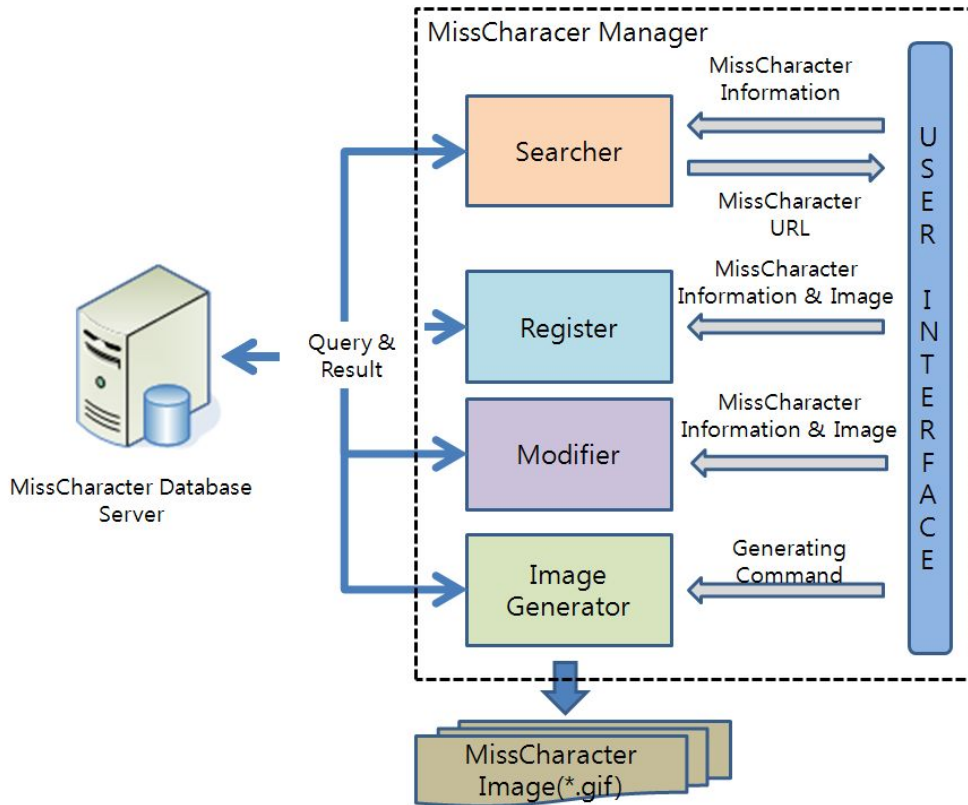 MissCharacer Manager
MissCharacter
Information
Searcher
MissCharacter
URL
MissCharacter
Information & Image
Register
Query &
Result
MissCharacter
Information & Image
Modifier
MissCharacter Database
Server
Generating
Command
Image
Generator
USER INTERFACE
MissCharacter
Image(*.gif)